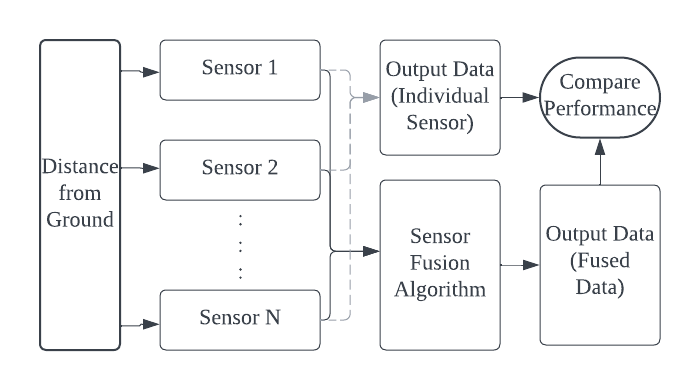 Distance
from
Ground
Sensor 1
Sensor 2
:
:
:
Sensor N
Output Data
(Individual
Sensor)
Sensor
Fusion
Algorithm
Compare
Performance
Output Data
(Fused
Data)